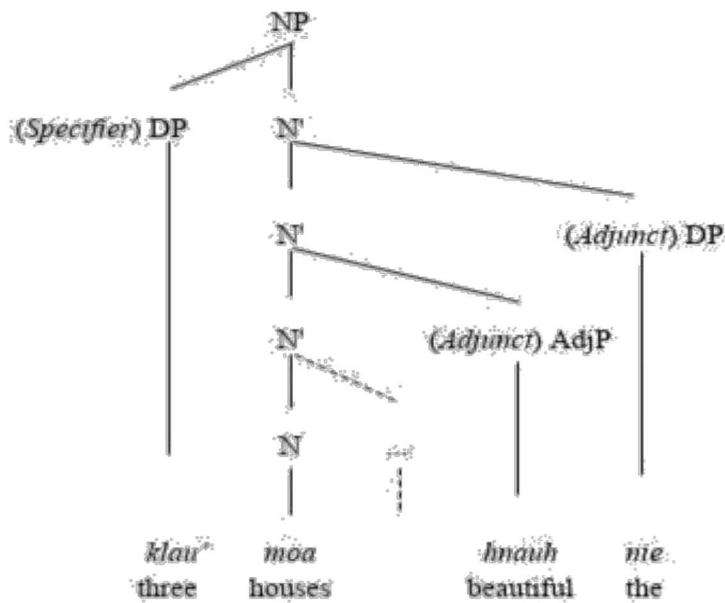 NP
(Specifier) DP N'
N' (Adjunct) DP
N' (Adjunct) AdjP
N --
klau* moa hnauh nie
three houses beautiful the